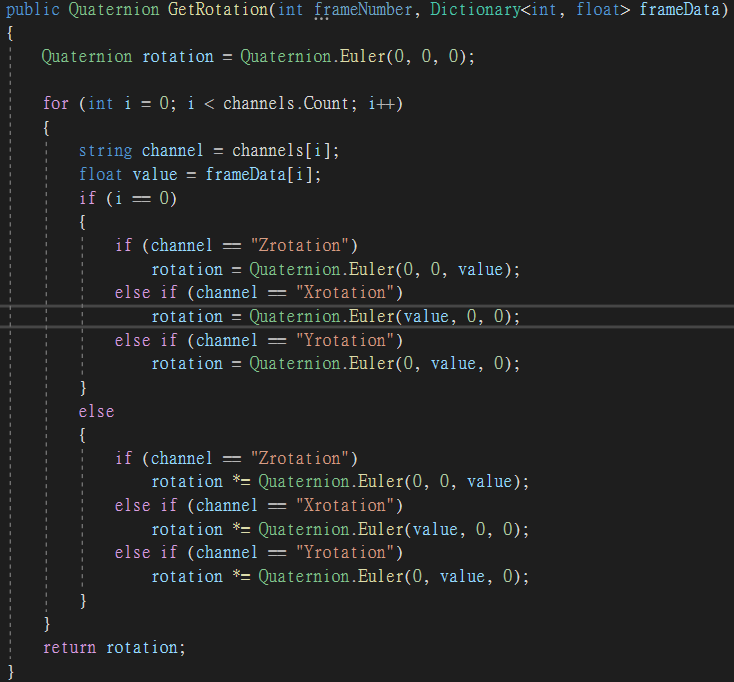 public Quaternion GetRotation(int frameNumber, Dictionary<int, float> frameData)
{
    Quaternion rotation = Quaternion.Euler(0, 0, 0);

    for (int i = 0; i < channels.Count; i++)
    {
        string channel = channels[i];
        float value = frameData[i];
        if (i == 0)
        {
            if (channel == "Zrotation")
                rotation = Quaternion.Euler(0, 0, value);
            else if (channel == "Xrotation")
                rotation = Quaternion.Euler(value, 0, 0);
            else if (channel == "Yrotation")
                rotation = Quaternion.Euler(0, value, 0);
        }
        else
        {
            if (channel == "Zrotation")
                rotation *= Quaternion.Euler(0, 0, value);
            else if (channel == "Xrotation")
                rotation *= Quaternion.Euler(value, 0, 0);
            else if (channel == "Yrotation")
                rotation *= Quaternion.Euler(0, value, 0);
        }
    }
    return rotation;
}